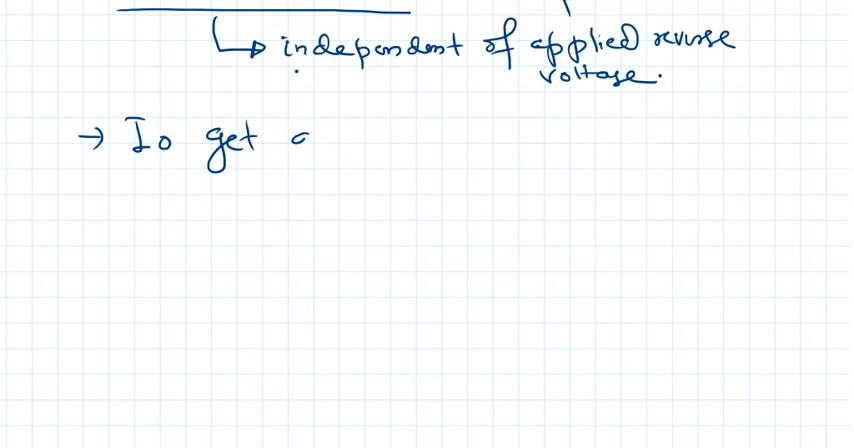 ↳ independent of applied reverse
voltage.
→ Io get